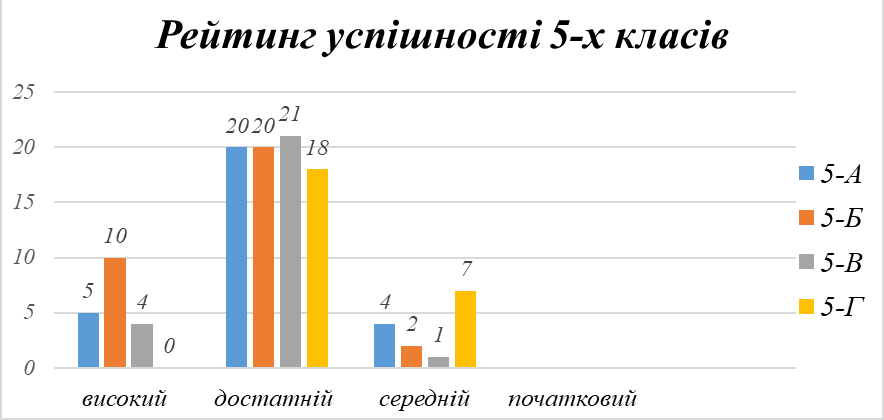 Рейтинг успішності 5-х класів
25
20
15
10
5
0
5
10
4
0
20
20
21
18
4
2
1
7
високий
достатній
середній
початковий
5-А
5-Б
5-В
5-Г